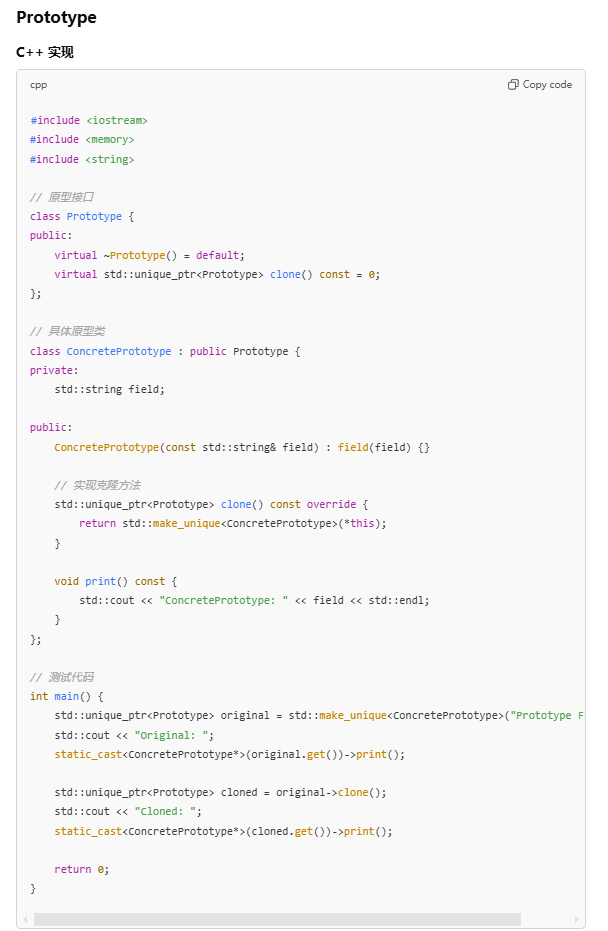 Prototype
C++ 实现
cpp
Copy code
#include <iostream>
#include <memory>
#include <string>
// 原型接口
class Prototype {
public:
    virtual ~Prototype() = default;
    virtual std::unique_ptr<Prototype> clone() const = 0;
};
// 具体原型类
class ConcretePrototype : public Prototype {
private:
    std::string field;
public:
    ConcretePrototype(const std::string& field) : field(field) {}
    // 实现克隆方法
    std::unique_ptr<Prototype> clone() const override {
        return std::make_unique<ConcretePrototype>(*this);
    }
    void print() const {
        std::cout << "ConcretePrototype: " << field << std::endl;
    }
};
// 测试代码
int main() {
    std::unique_ptr<Prototype> original = std::make_unique<ConcretePrototype>("Prototype F
    std::cout << "Original: ";
    static_cast<ConcretePrototype*>(original.get())->print();
    std::unique_ptr<Prototype> cloned = original->clone();
    std::cout << "Cloned: ";
    static_cast<ConcretePrototype*>(cloned.get())->print();
    return 0;
}